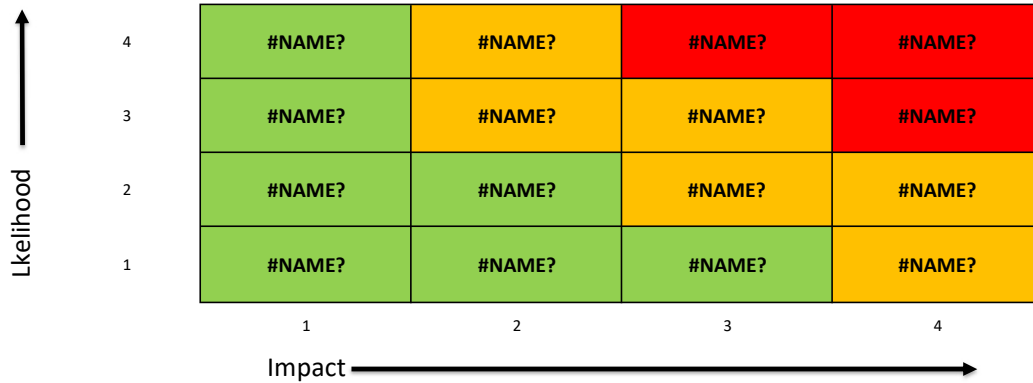 4 #NAME? #NAME? #NAME? #NAME?
3 #NAME? #NAME? #NAME? #NAME?
2 #NAME? #NAME? #NAME? #NAME?
1 #NAME? #NAME? #NAME? #NAME?
Lkelihood
1 2 3 4
Impact